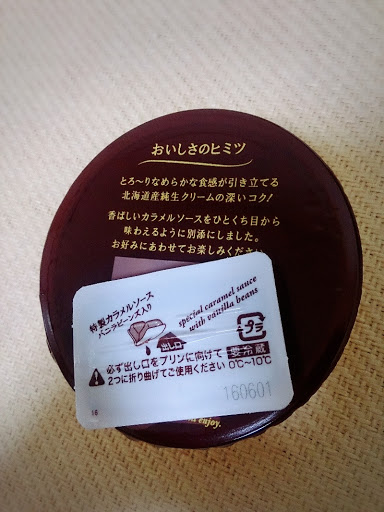 おいしさのヒミツ
とろ〜りなめらかな食感が引き立てる
北海道産純生クリームの深いコク!
香ばしいカラメルソースをひとくち目から
味わえるように別添にしました。
お好みにあわせてお楽しみくださ
特製カラメルソース
バニラビーンズ入り
special caramel sauce
with vanilla beans
出し口
プラ
必ず出し口をプリンに向けて
2つに折り曲げてご使用ください
要冷蔵
0℃~10℃
160601
16
enjoy.